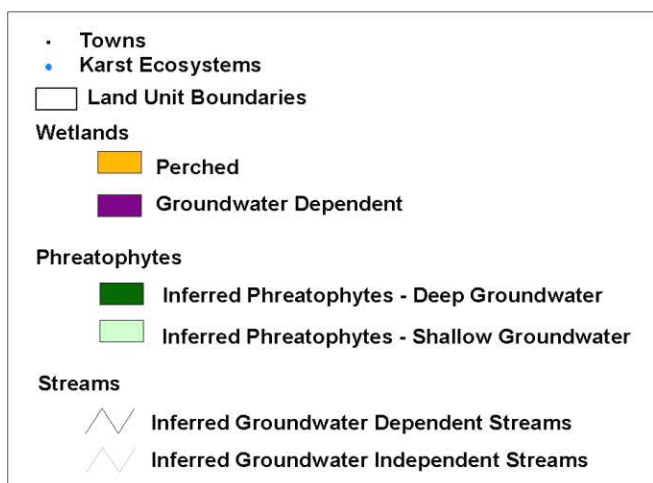 Towns
Karst Ecosystems
Land Unit Boundaries
Wetlands
Perched
Groundwater Dependent
Phreatophytes
Inferred Phreatophytes - Deep Groundwater
Inferred Phreatophytes - Shallow Groundwater
Streams
Inferred Groundwater Dependent Streams
Inferred Groundwater Independent Streams